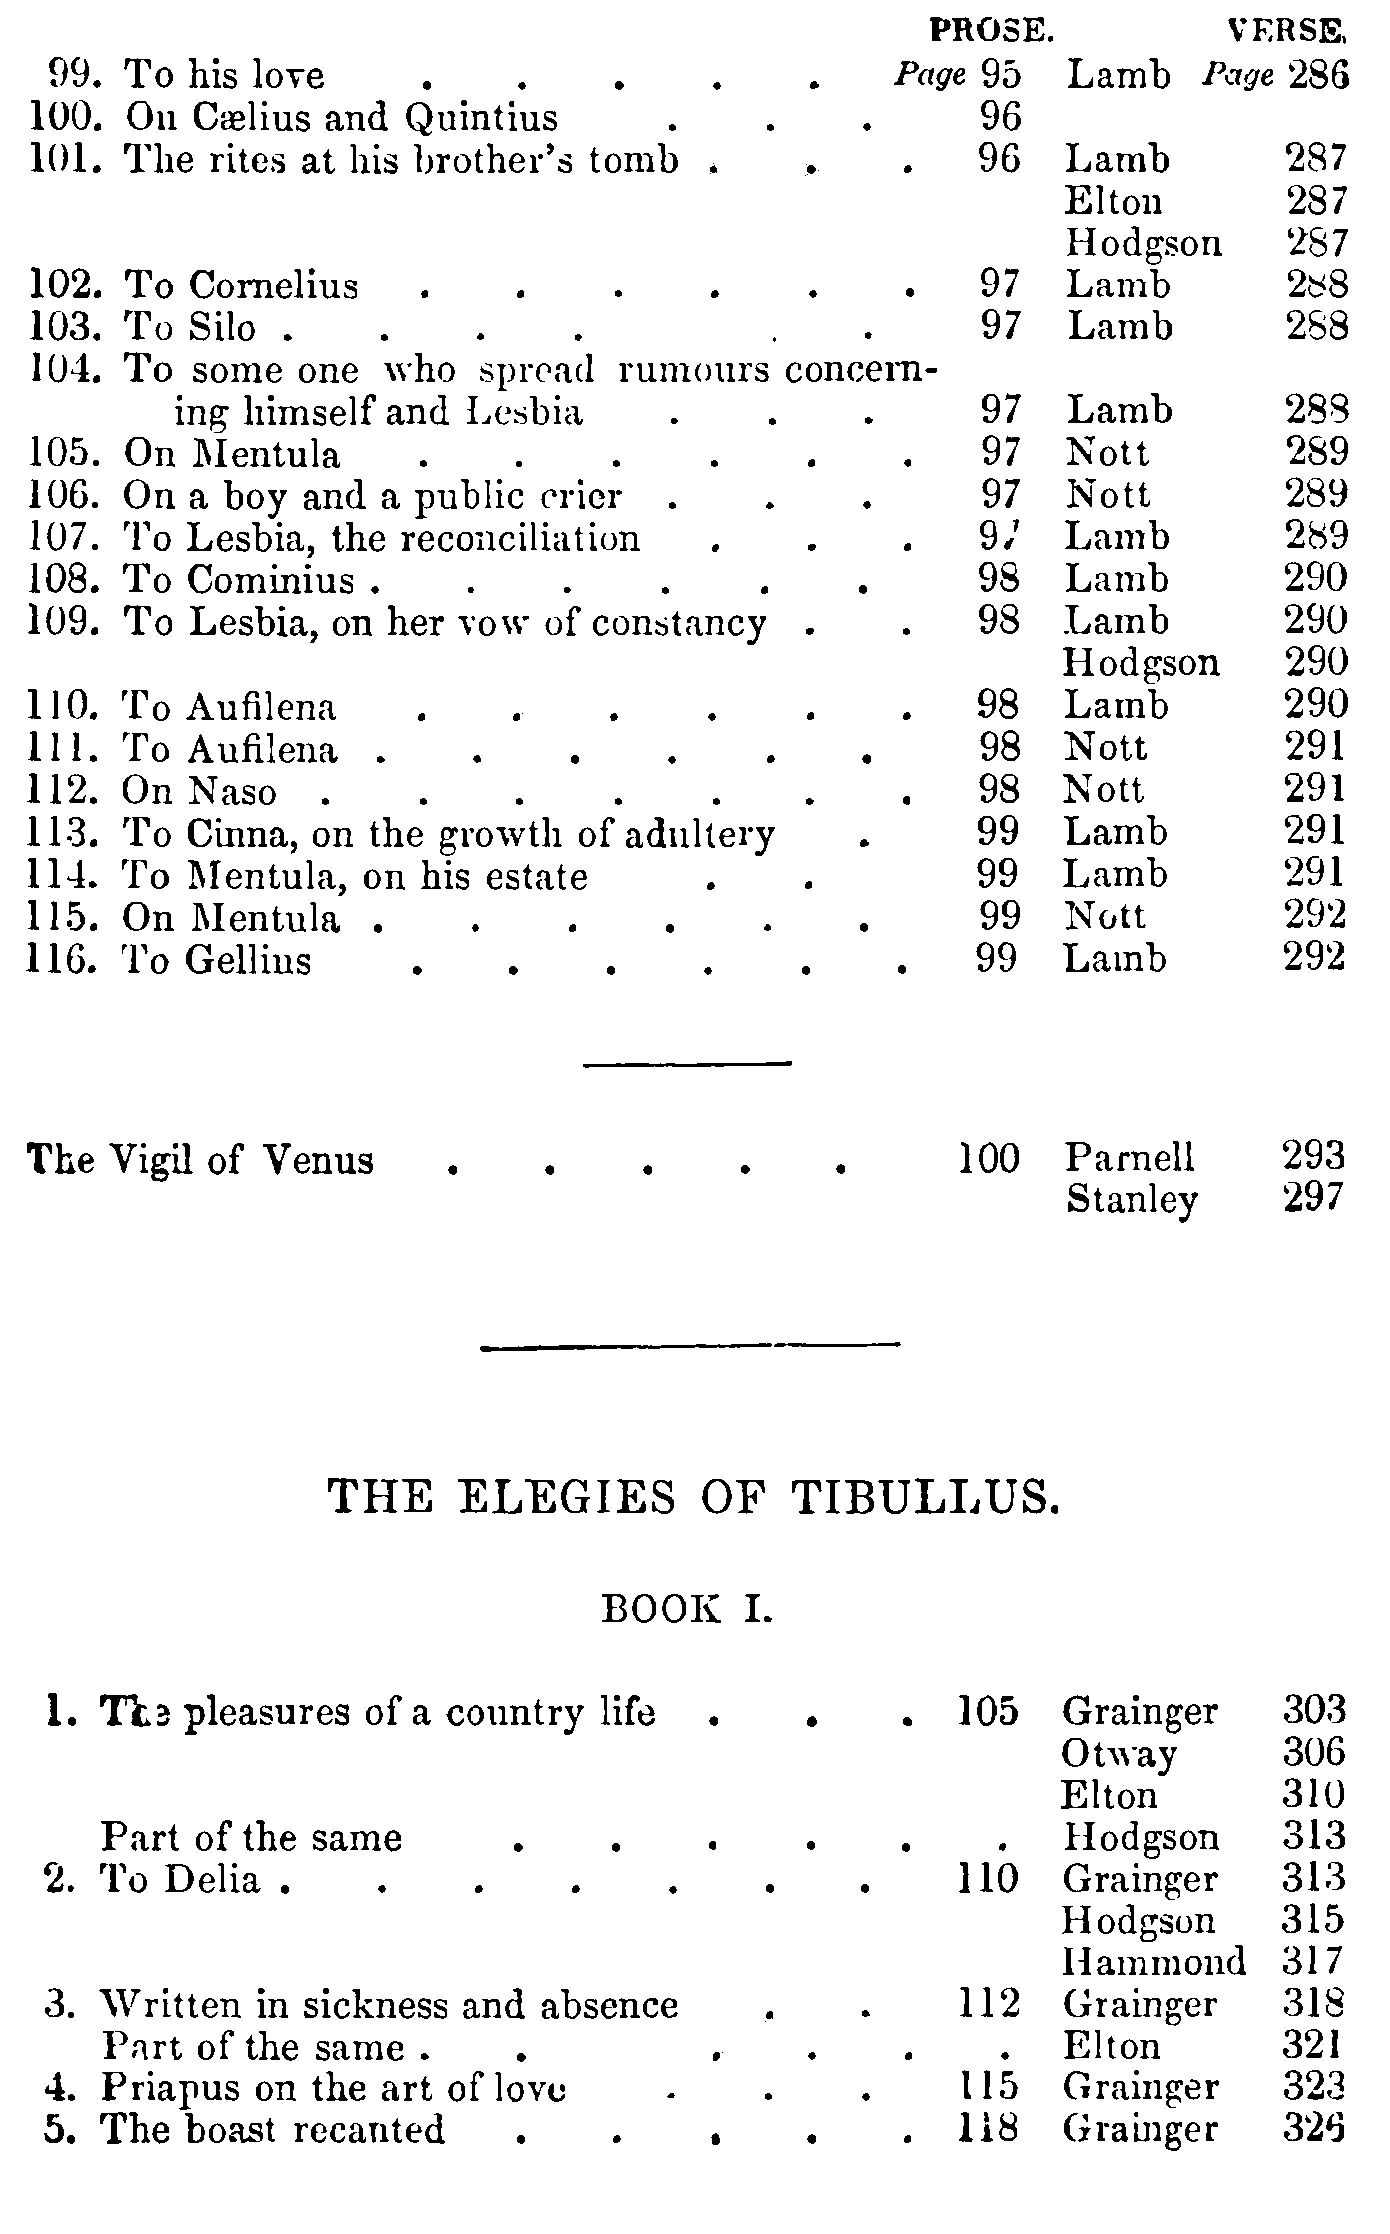 PROSE. VERSE.
99. To his love . . . . . Page 95 Lamb Page 286
100. On Cælius and Quintius . . . 96
101. The rites at his brother's tomb . . . 96 Lamb 287
Elton 287
Hodgson 287
102. To Cornelius . . . . . . 97 Lamb 288
103. To Silo . . . . . . 97 Lamb 288
104. To some one who spread rumours concern-
ing himself and Lesbia . . . 97 Lamb 288
105. On Mentula . . . . . . 97 Nott 289
106. On a boy and a public crier . . . 97 Nott 289
107. To Lesbia, the reconciliation . . . 97 Lamb 289
108. To Cominius . . . . . . 98 Lamb 290
109. To Lesbia, on her vow of constancy . . 98 Lamb 290
Hodgson 290
110. To Aufilena . . . . . . 98 Lamb 290
111. To Aufilena . . . . . . 98 Nott 291
112. On Naso . . . . . . . 98 Nott 291
113. To Cinna, on the growth of adultery . 99 Lamb 291
114. To Mentula, on his estate . . 99 Lamb 291
115. On Mentula . . . . . . 99 Nott 292
116. To Gellius . . . . . . 99 Lamb 292
The Vigil of Venus . . . . . 100 Parnell 293
Stanley 297
THE ELEGIES OF TIBULLUS.
BOOK I.
1. The pleasures of a country life . . . 105 Grainger 303
Otway 306
Elton 310
Part of the same . . . . . . Hodgson 313
2. To Delia . . . . . . . 110 Grainger 313
Hodgson 315
Hammond 317
3. Written in sickness and absence . . 112 Grainger 318
Part of the same . . . . . . Elton 321
4. Priapus on the art of love . . . 115 Grainger 323
5. The boast recanted . . . . . 118 Grainger 326